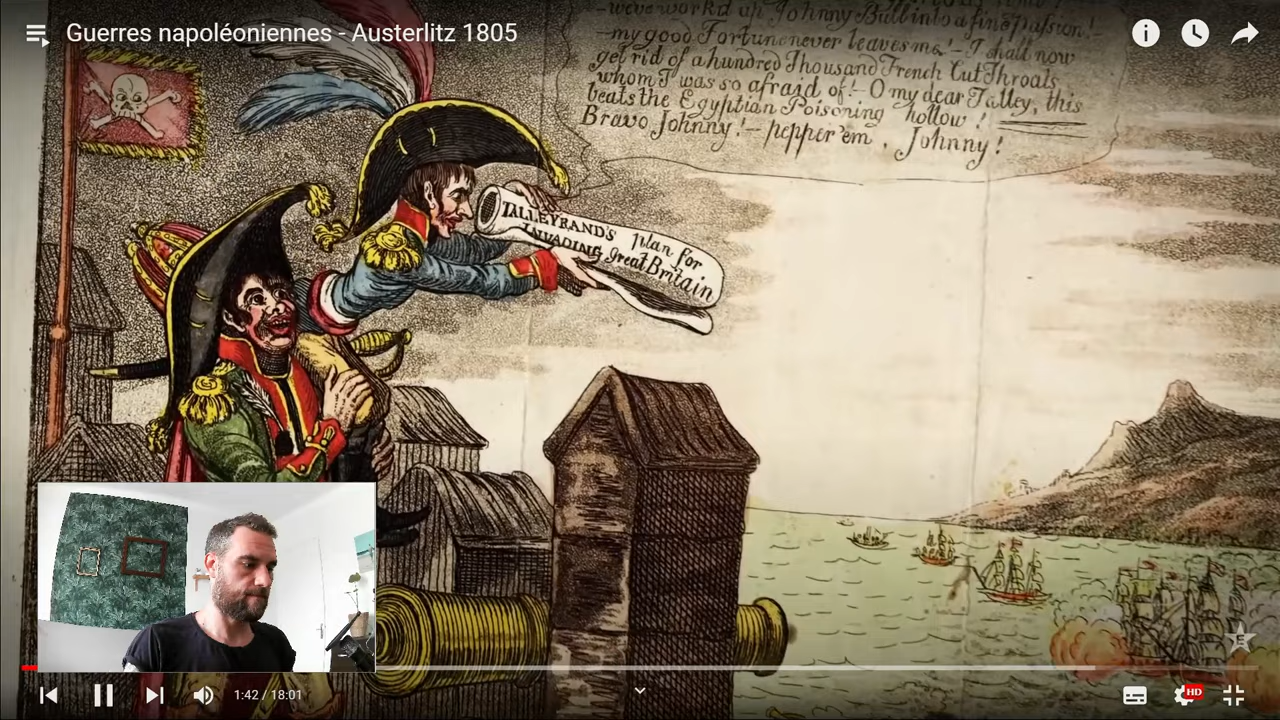 Guerres napoléoniennes - Austerlitz 1805
-weve work'd up Johnny Bull into a fine passion!-
-my good Fortune never leaves me!- I shall now
get rid of a hundred Thousand French Cut Throats
whom I was so afraid of!- O my dear Talley, this
beats the Egyptian Poisoning hollow!
Bravo Johnny!- pepper 'em, Johnny!
TALLEYRAND'S plan for
INVADING great Britain
1:42 / 18:01
HD
E